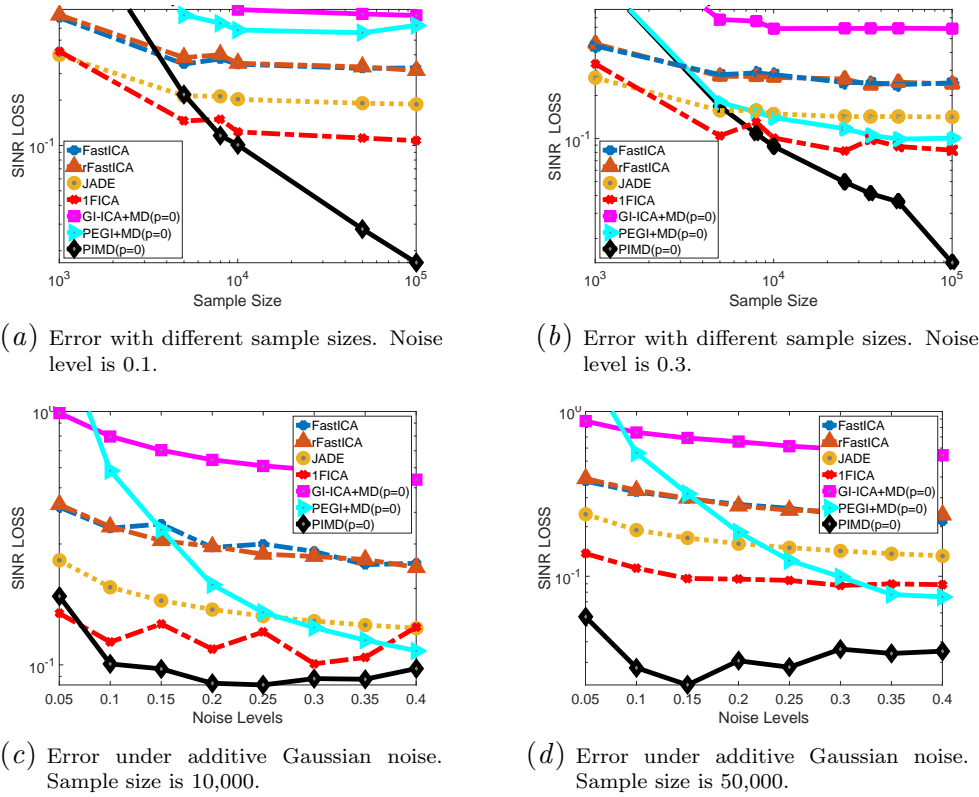 SINR LOSS
10^-1
FastICA
rFastICA
JADE
1FICA
GI-ICA+MD(p=0)
PEGI+MD(p=0)
PIMD(p=0)
10^3
10^4
10^5
Sample Size
(a) Error with different sample sizes. Noise
level is 0.1.
SINR LOSS
10^-1
FastICA
rFastICA
JADE
1FICA
GI-ICA+MD(p=0)
PEGI+MD(p=0)
PIMD(p=0)
10^3
10^4
10^5
Sample Size
(b) Error with different sample sizes. Noise
level is 0.3.
10^0
SINR LOSS
10^-1
FastICA
rFastICA
JADE
1FICA
GI-ICA+MD(p=0)
PEGI+MD(p=0)
PIMD(p=0)
0.05 0.1 0.15 0.2 0.25 0.3 0.35 0.4
Noise Levels
(c) Error under additive Gaussian noise.
Sample size is 10,000.
10^0
SINR LOSS
10^-1
FastICA
rFastICA
JADE
1FICA
GI-ICA+MD(p=0)
PEGI+MD(p=0)
PIMD(p=0)
0.05 0.1 0.15 0.2 0.25 0.3 0.35 0.4
Noise Levels
(d) Error under additive Gaussian noise.
Sample size is 50,000.